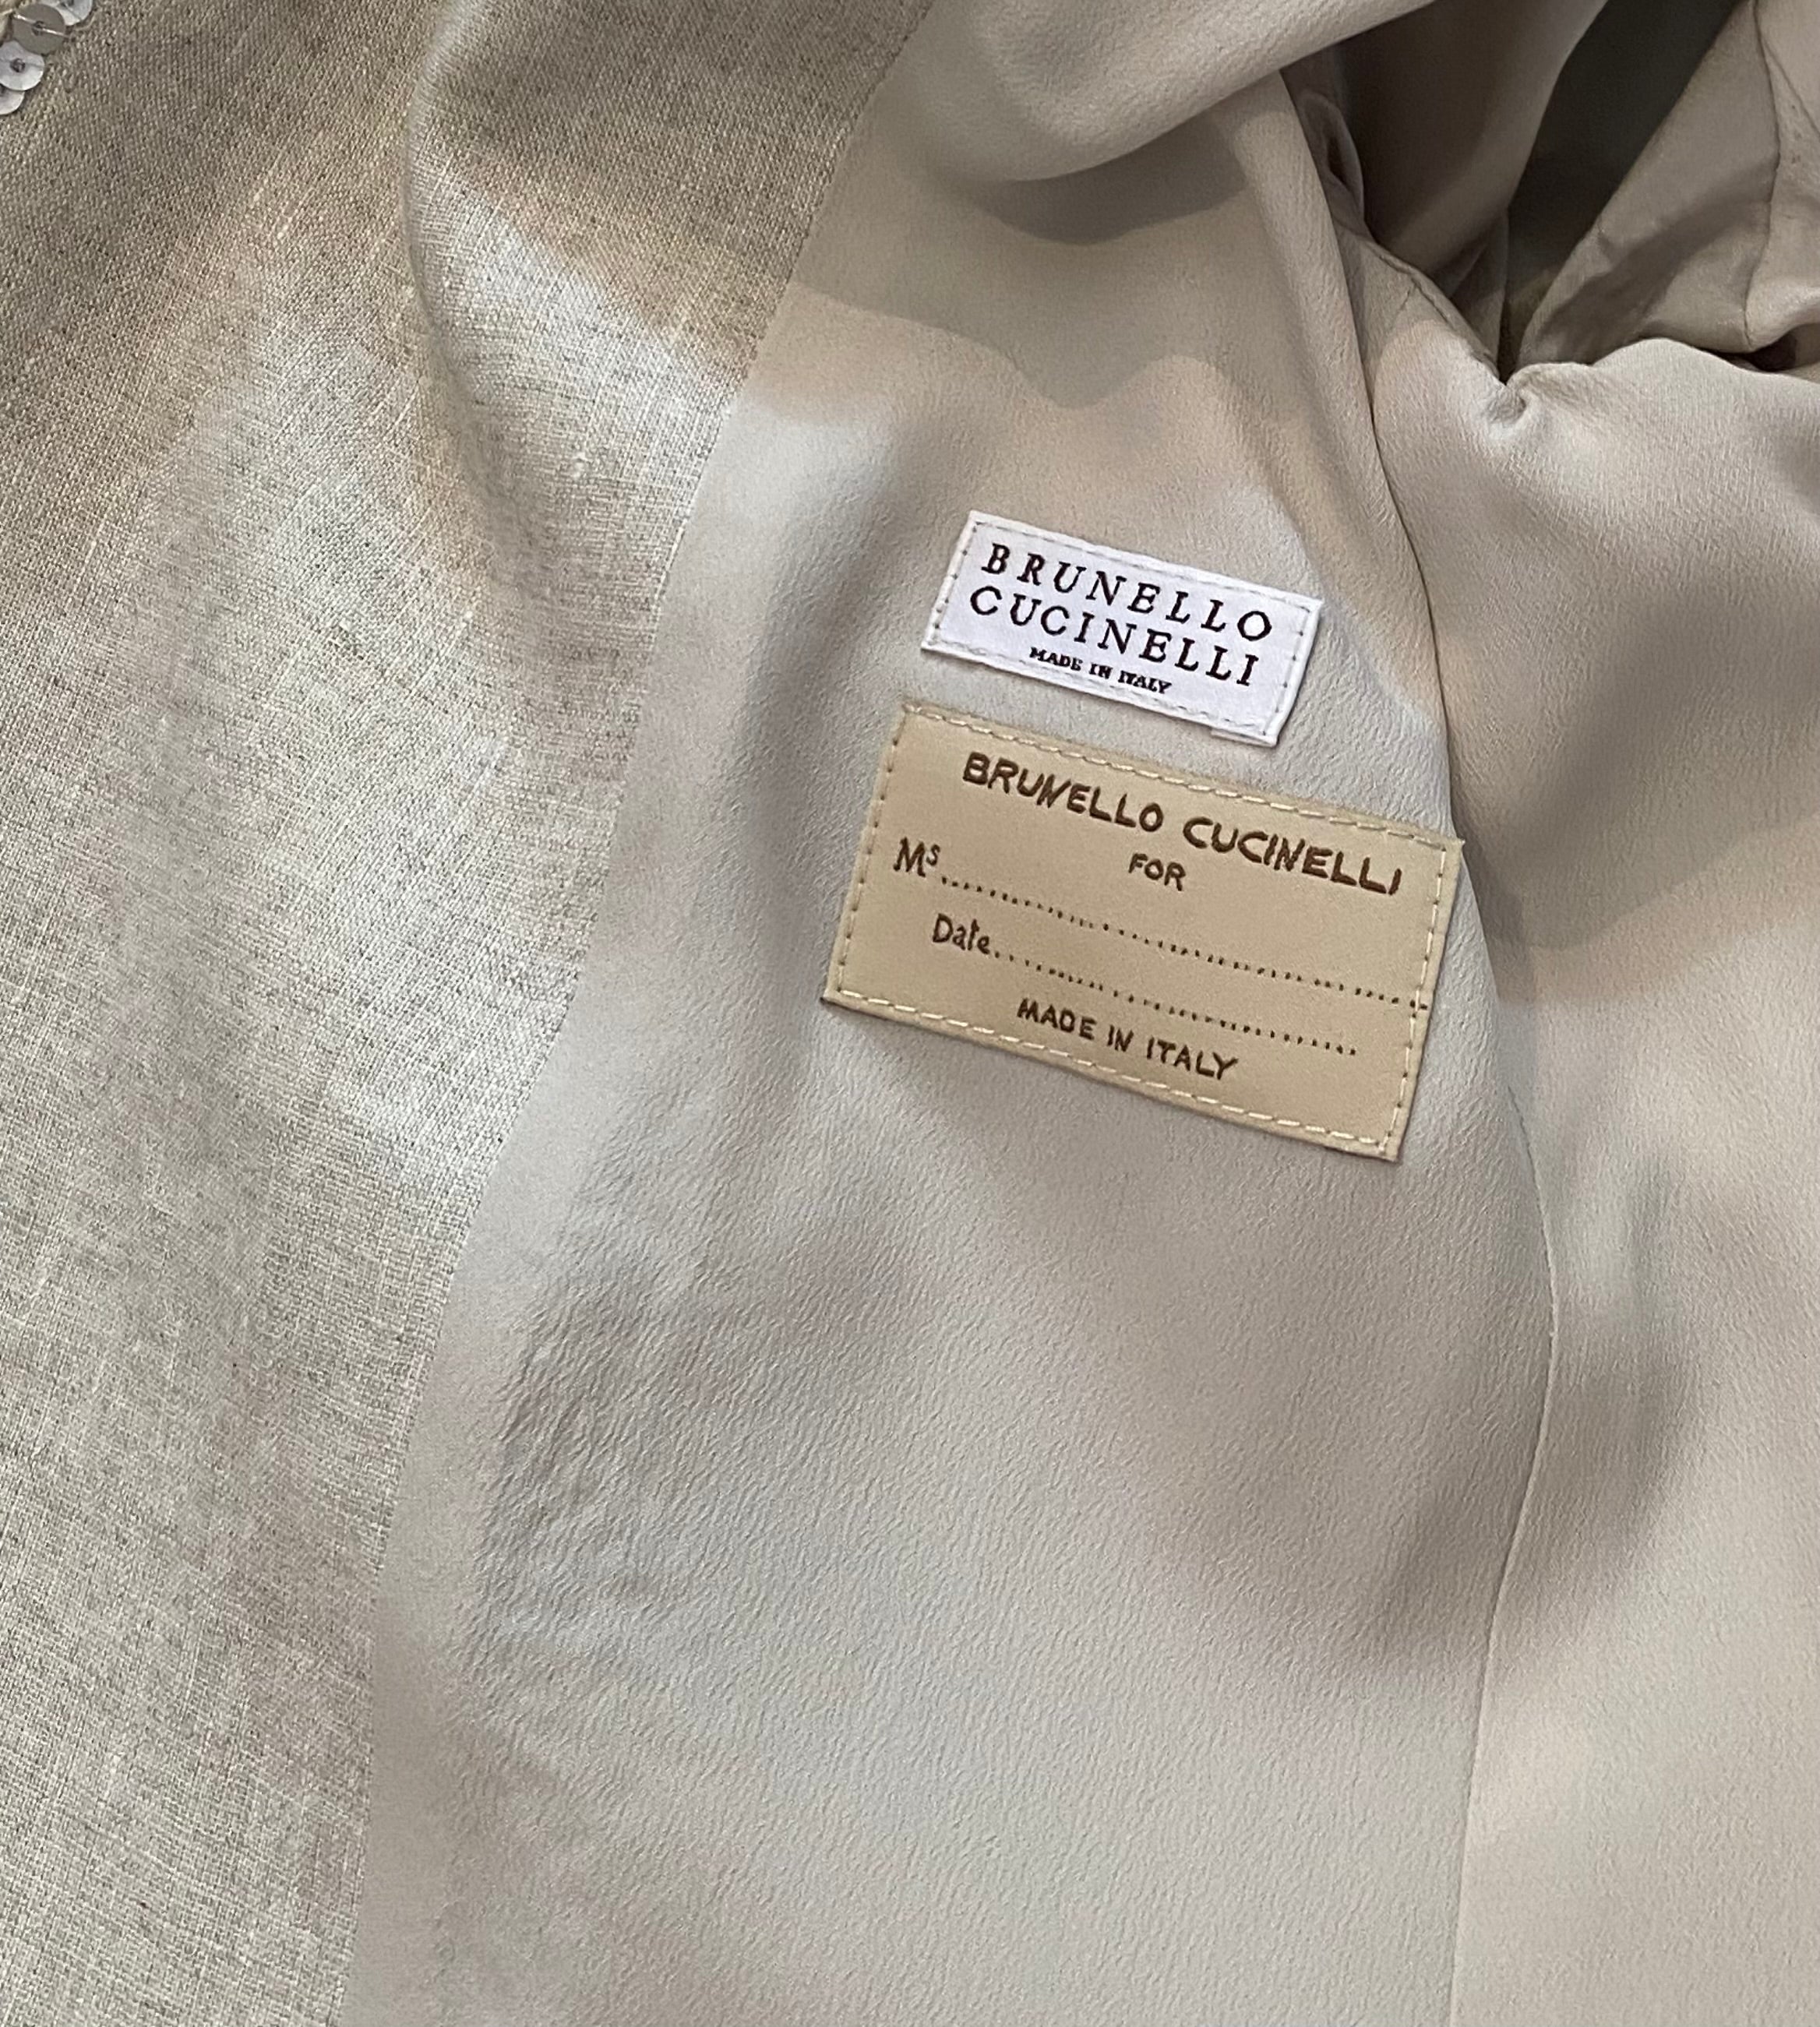 BRUNELLO
CUCINELLI
MADE IN ITALY
BRUNELLO CUCINELLI
FOR
Ms..............................
Date..............................
MADE IN ITALY